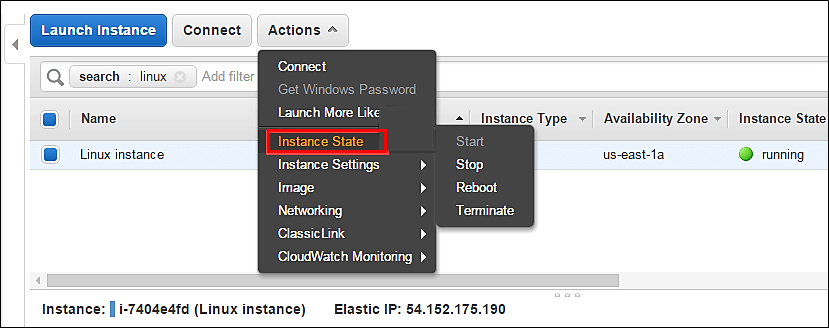 Launch Instance Connect Actions
search : linux Add filter
Connect
Get Windows Password
Launch More Like
Name Instance Type Availability Zone Instance State
Instance State Start
Linux instance us-east-1a running
Instance Settings Stop
Image Reboot
Networking Terminate
ClassicLink
CloudWatch Monitoring
Instance: i-7404e4fd (Linux instance) Elastic IP: 54.152.175.190